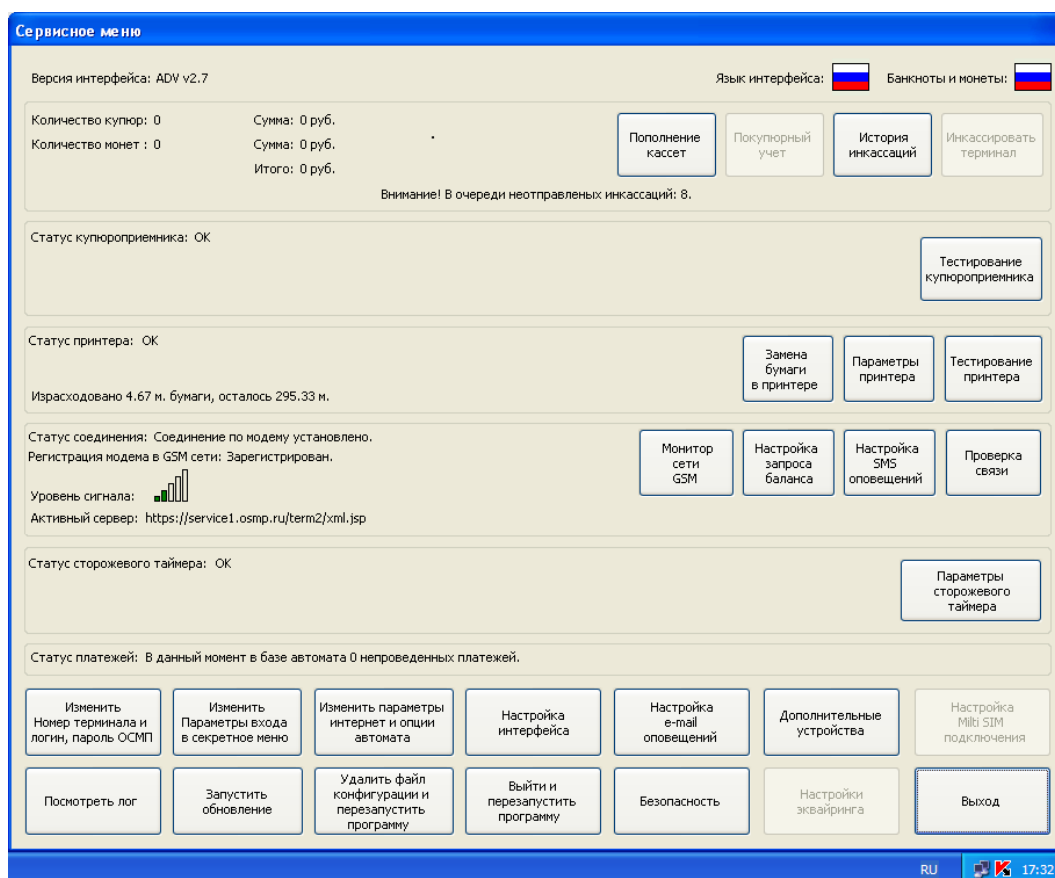 Сервисное меню
Версия интерфейса: ADV v2.7
Язык интерфейса:
Банкноты и монеты:
Количество купюр: 0
Сумма: 0 руб.
Количество монет : 0
Сумма: 0 руб.
Итого: 0 руб.
Пополнение
кассет
Покупюрный
учет
История
инкассаций
Инкассировать
терминал
Внимание! В очереди неотправленых инкассаций: 8.
Статус купюроприемника: OK
Тестирование
купюроприемника
Статус принтера: OK
Израсходовано 4.67 м. бумаги, осталось 295.33 м.
Замена
бумаги
в принтере
Параметры
принтера
Тестирование
принтера
Статус соединения: Соединение по модему установлено.
Регистрация модема в GSM сети: Зарегистрирован.
Уровень сигнала:
Активный сервер: https://service1.osmp.ru/term2/xml.jsp
Монитор
сети
GSM
Настройка
запроса
баланса
Настройка
SMS
оповещений
Проверка
связи
Статус сторожевого таймера: OK
Параметры
сторожевого
таймера
Статус платежей: В данный момент в базе автомата 0 непроведенных платежей.
Изменить
Номер терминала и
логин, пароль ОСМП
Изменить
Параметры входа
в секретное меню
Изменить параметры
интернет и опции
автомата
Настройка
интерфейса
Настройка
e-mail
оповещений
Дополнительные
устройства
Настройка
Milti SIM
подключения
Посмотреть лог
Запустить
обновление
Удалить файл
конфигурации и
перезапустить
программу
Выйти и
перезапустить
программу
Безопасность
Настройки
эквайринга
Выход
RU
17:32